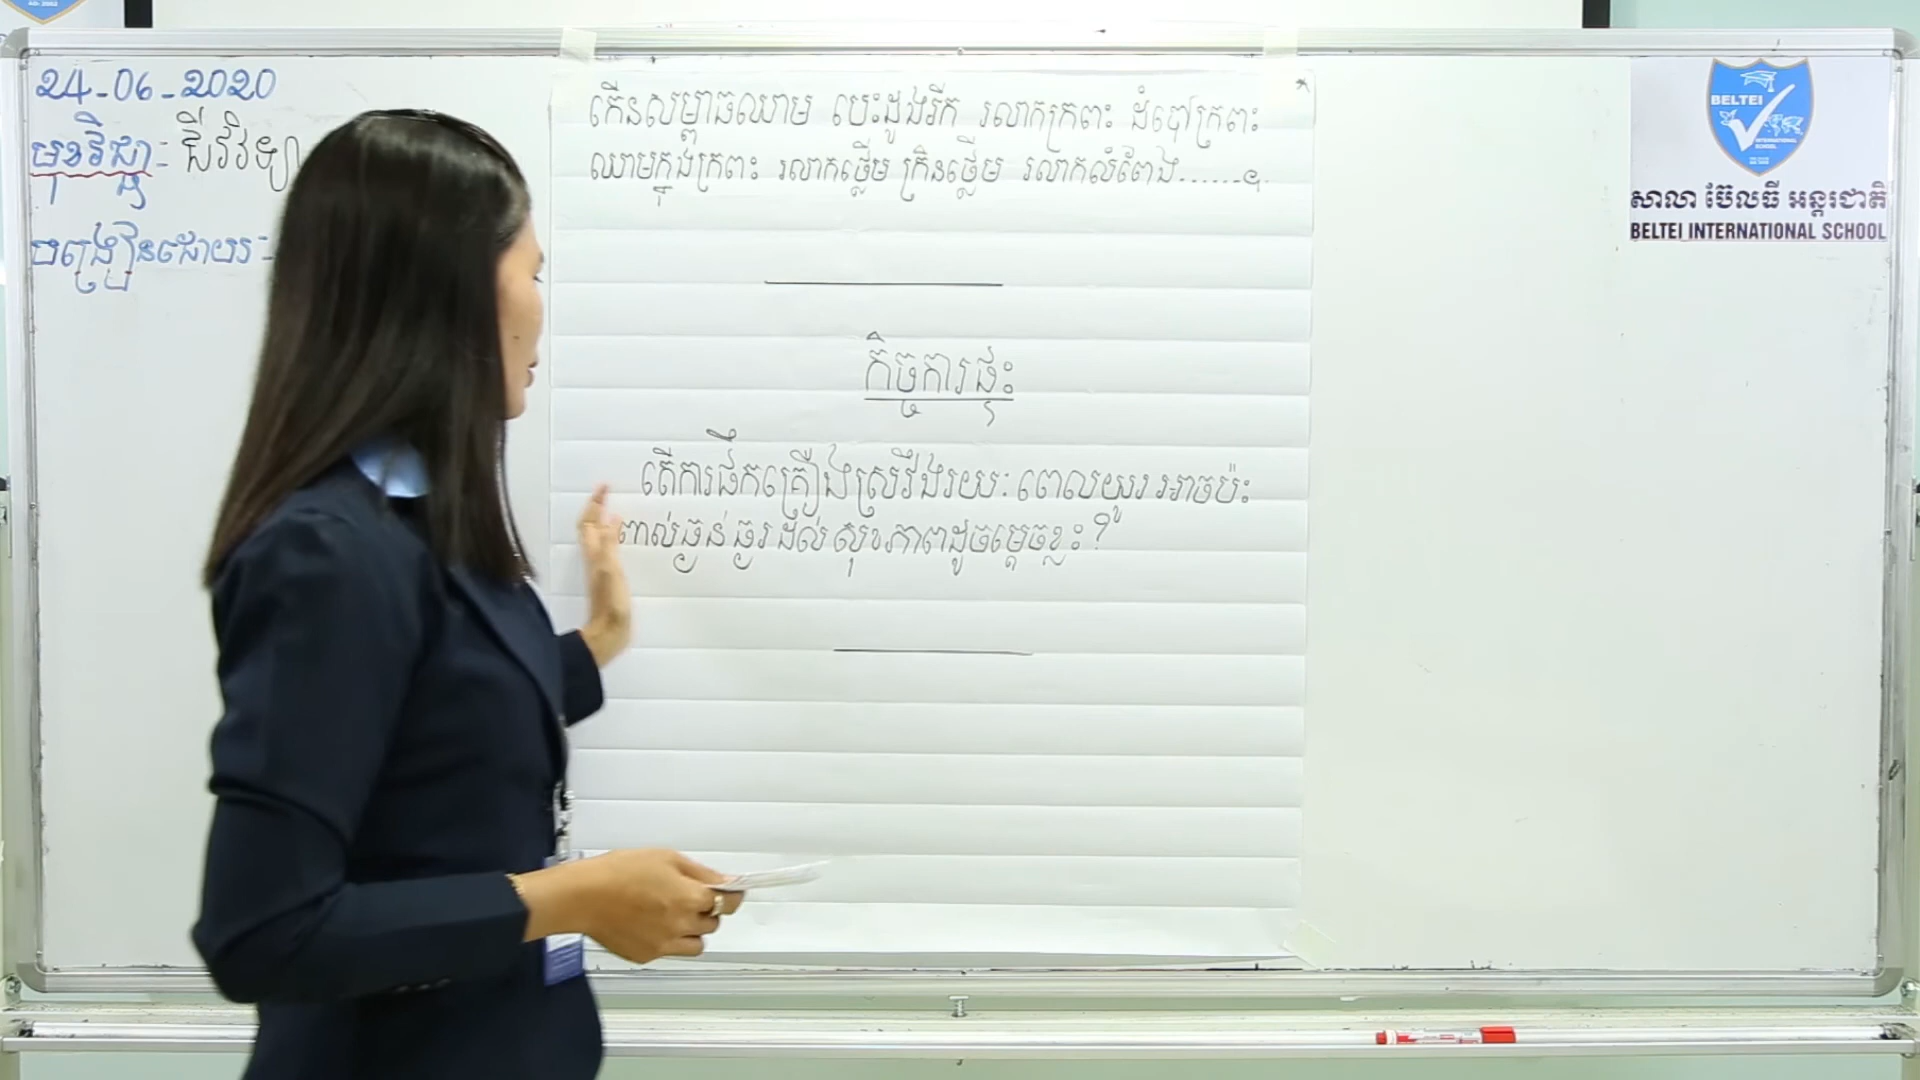 24-06-2020
មុខវិជ្ជា: ជីវវិទ្យា
បង្រៀនដោយ
កើនសម្ពាធឈាម បេះដូងរីក រលាកក្រពះ ដំបៅក្រពះ
ឈាមក្នុងក្រពះ រលាកថ្លើម ក្រិនថ្លើម រលាកលំពែង......។
កិច្ចការផ្ទះ
តើការផឹកគ្រឿងស្រវឹងរយៈពេលយូរ អាចប៉ះ
ពាល់ធ្ងន់ធ្ងរដល់សុខភាពដូចម្តេចខ្លះ?
BELTEI
INTERNATIONAL
SCHOOL
សាលា ប៊ែលធី អន្តរជាតិ
BELTEI INTERNATIONAL SCHOOL